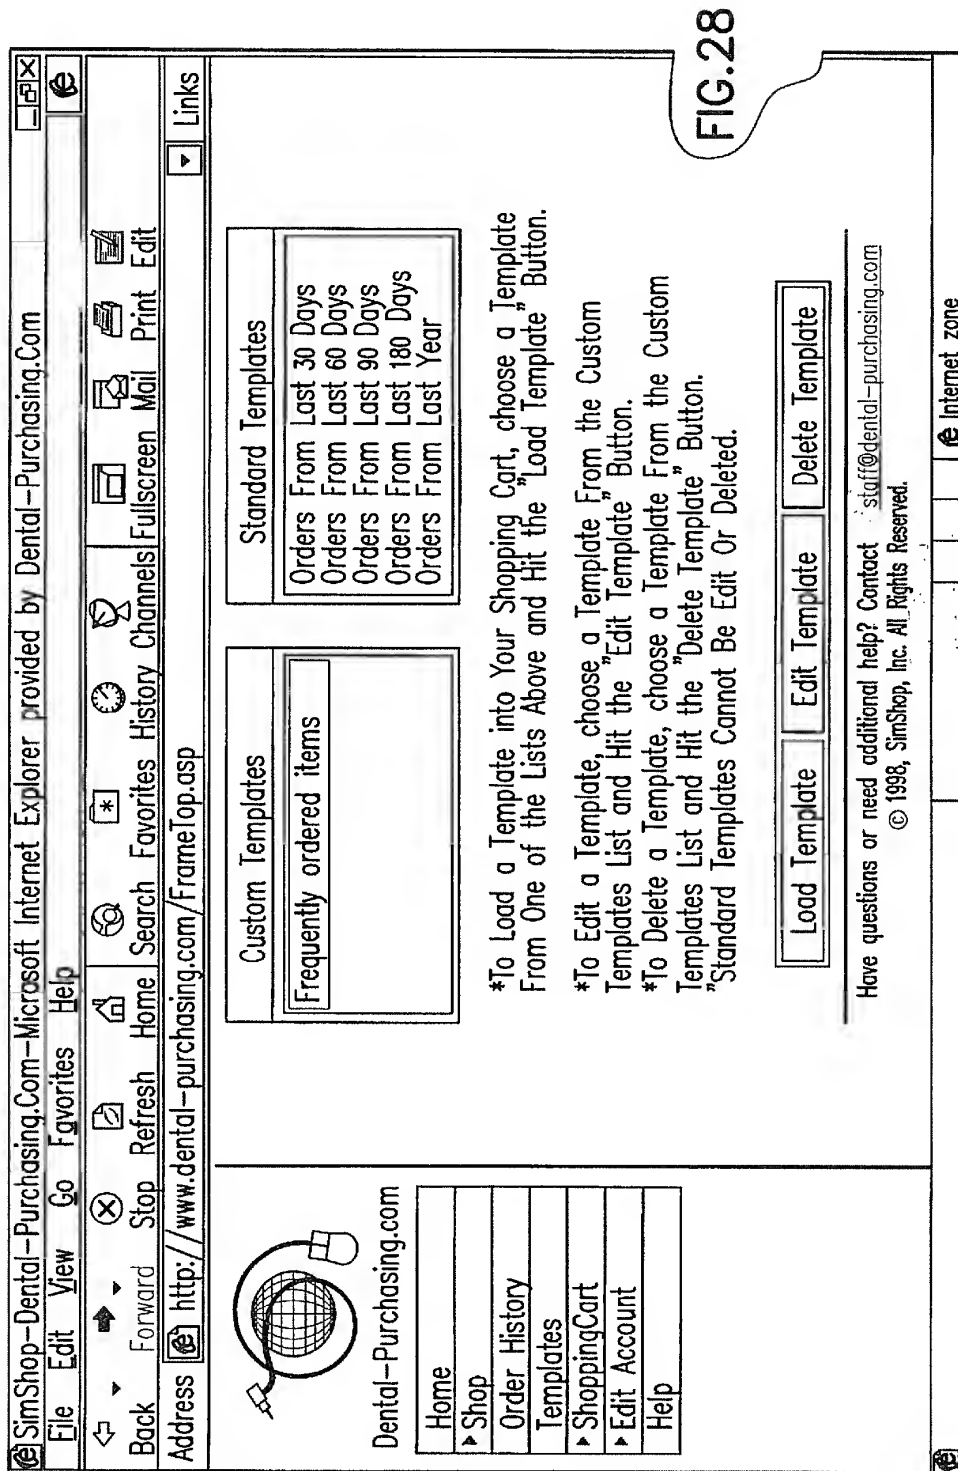 SimShop-Dental-Purchasing.Com-Microsoft Internet Explorer provided by Dental-Purchasing.Com
File Edit View Go Favorites Help
Back Forward Stop Refresh Home Search Favorites History Channels Fullscreen Mail Print Edit
Address http://www.dental-purchasing.com/FrameTop.asp Links
Dental-Purchasing.com
Home
Shop
Order History
Templates
ShoppingCart
Edit Account
Help
Custom Templates
Frequently ordered items
Standard Templates
Orders From Last 30 Days
Orders From Last 60 Days
Orders From Last 90 Days
Orders From Last 180 Days
Orders From Last Year
*To Load a Template into Your Shopping Cart, choose a Template
From One of the Lists Above and Hit the "Load Template" Button.
*To Edit a Template, choose a Template From the Custom
Templates List and Hit the "Edit Template" Button.
*To Delete a Template, choose a Template From the Custom
Templates List and Hit the "Delete Template" Button.
"Standard Templates Cannot Be Edit Or Deleted.
Load Template Edit Template Delete Template
Have questions or need additional help? Contact staff@dental-purchasing.com
© 1998, SimShop, Inc. All Rights Reserved.
Internet zone
FIG.28